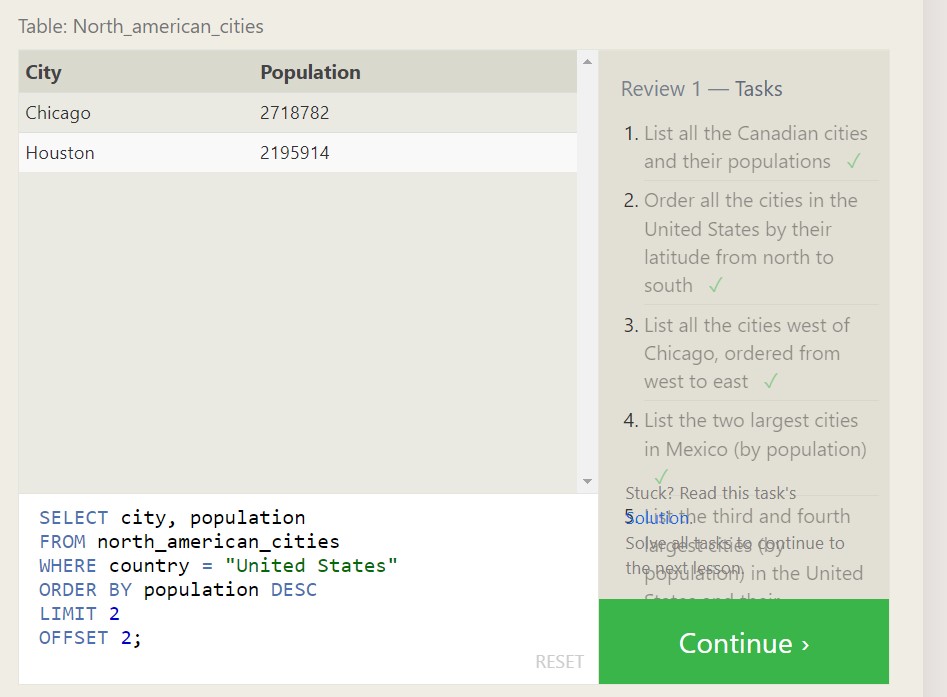 Table: North_american_cities
City Population
Chicago 2718782
Houston 2195914
SELECT city, population
FROM north_american_cities
WHERE country = "United States"
ORDER BY population DESC
LIMIT 2
OFFSET 2;
RESET
Review 1 — Tasks
1. List all the Canadian cities
and their populations ✓
2. Order all the cities in the
United States by their
latitude from north to
south ✓
3. List all the cities west of
Chicago, ordered from
west to east ✓
4. List the two largest cities
in Mexico (by population)
✓
Stuck? Read this task's
Solution.
5. List the third and fourth
Solve all tasks to continue to
largest cities (by
the next lesson.
population) in the United
States and their
Continue ›